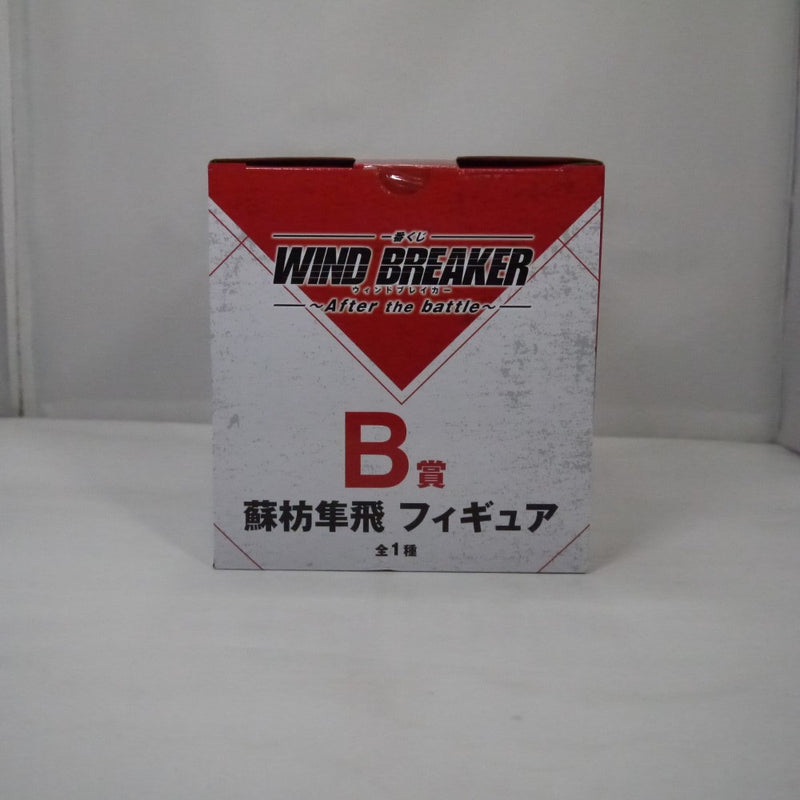 一番くじ
WIND BREAKER
ウィンドブレイカー
～After the battle～
B賞
蘇枋隼飛 フィギュア
全1種